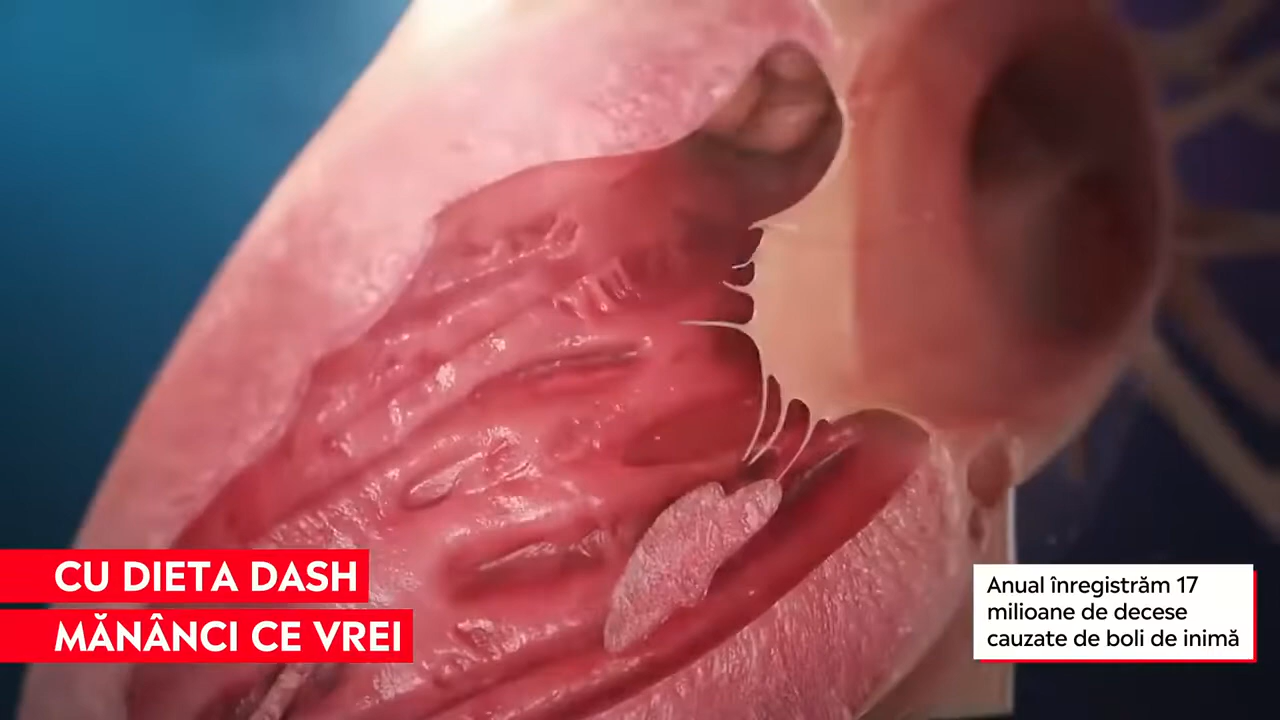 CU DIETA DASH
MĂNÂNCI CE VREI
Anual înregistrăm 17
milioane de decese
cauzate de boli de inimă